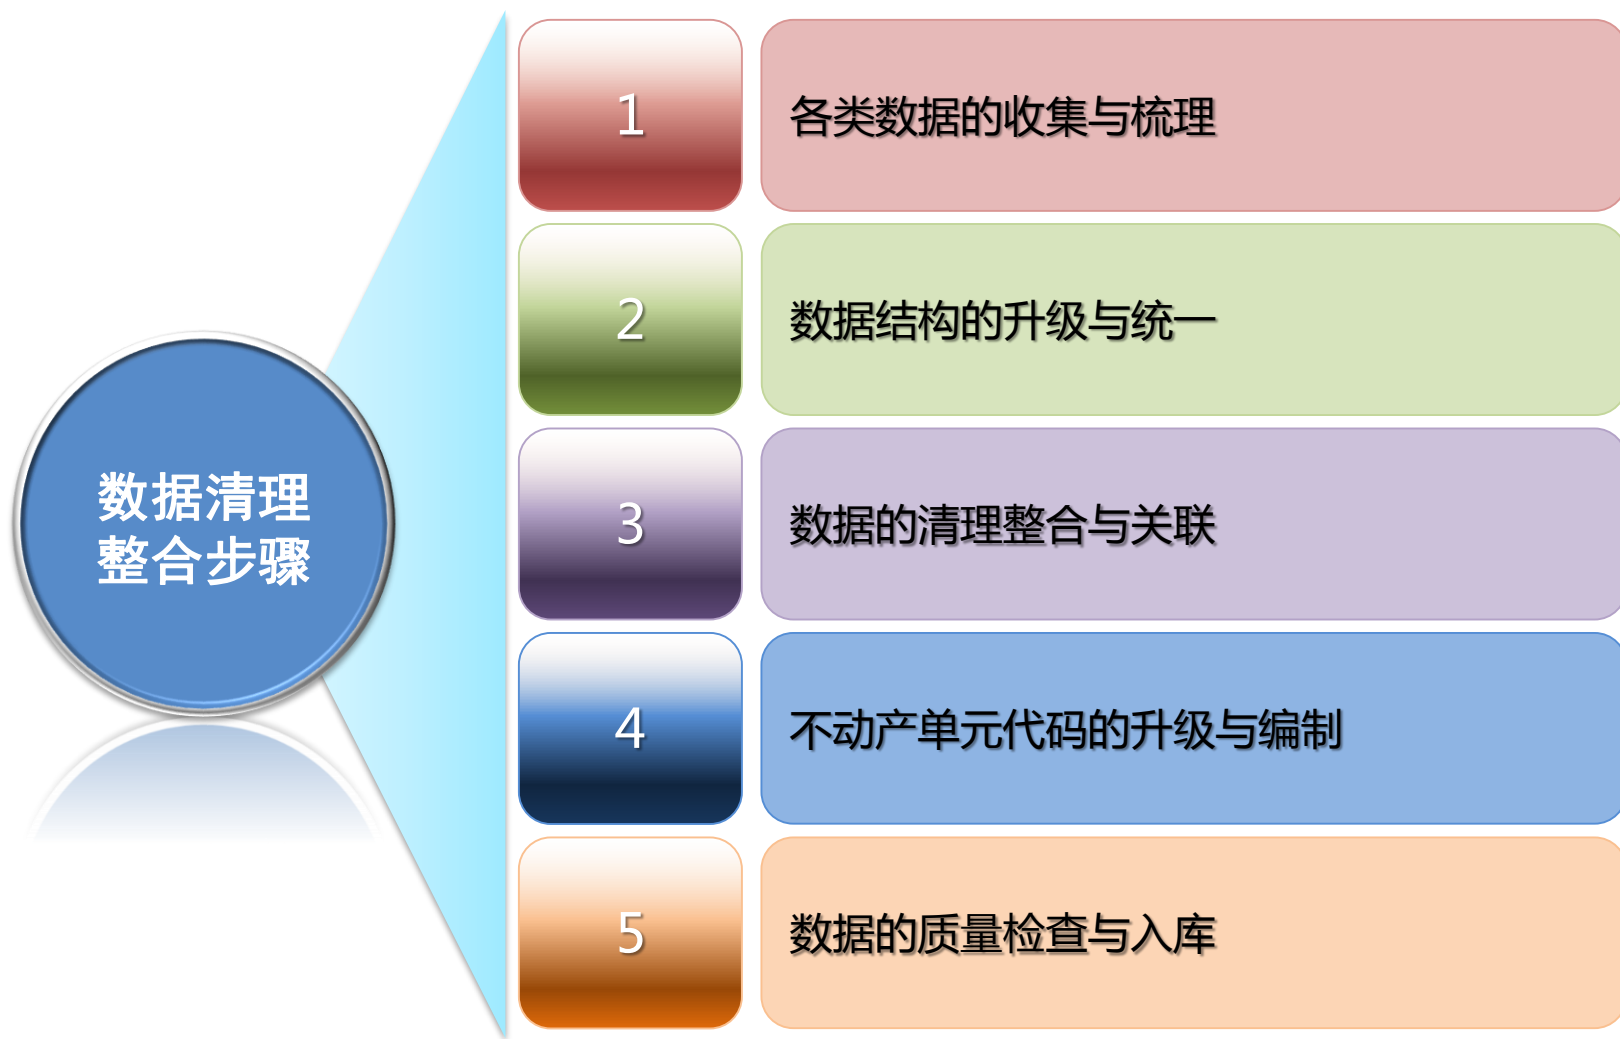 数据清理
整合步骤
1
各类数据的收集与梳理
2
数据结构的升级与统一
3
数据的清理整合与关联
4
不动产单元代码的升级与编制
5
数据的质量检查与入库